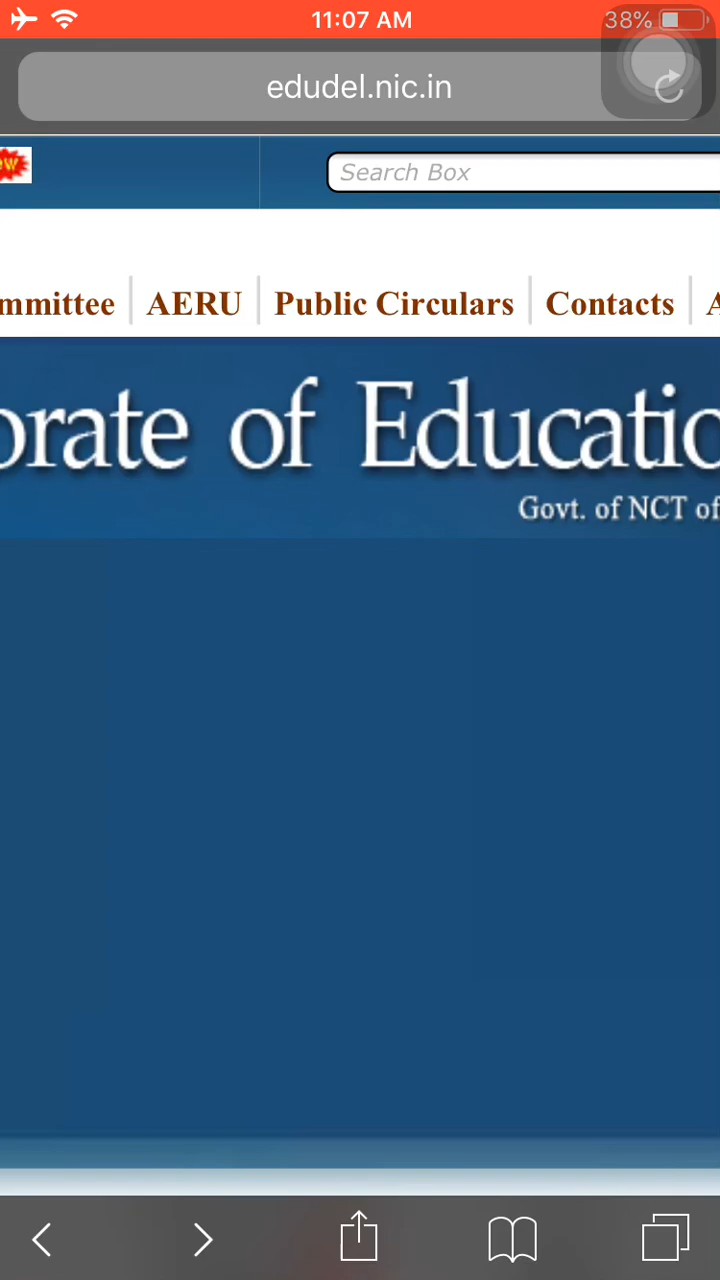 11:07 AM 38%
edudel.nic.in
Search Box
mmittee AERU Public Circulars Contacts A
orate of Educatio
Govt. of NCT of